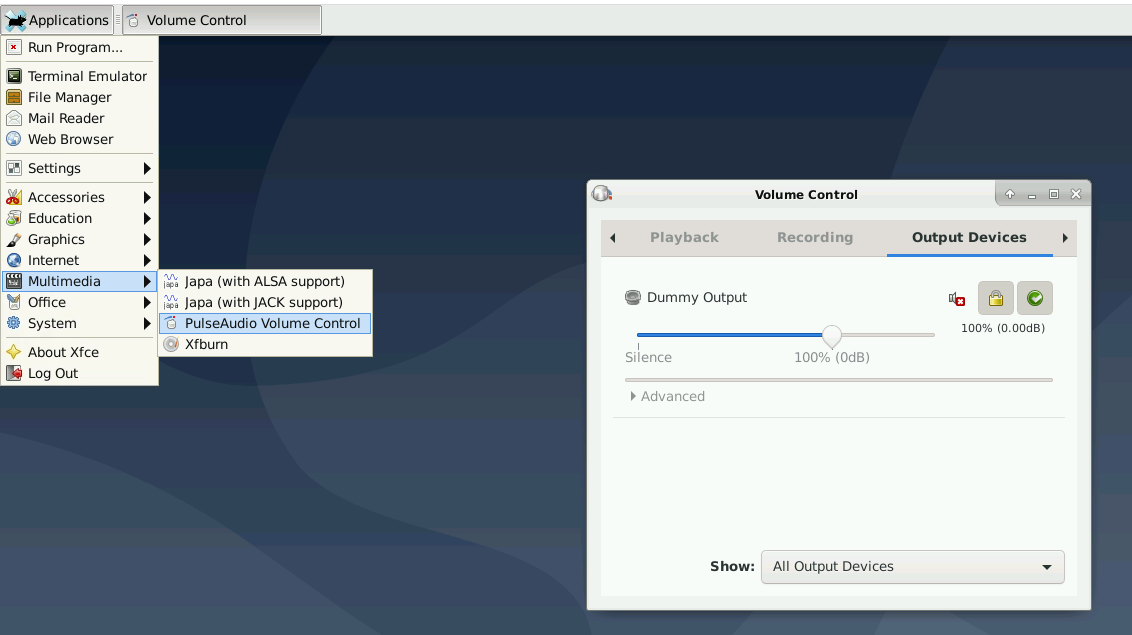 Applications
Volume Control
Run Program...
Terminal Emulator
File Manager
Mail Reader
Web Browser
Settings
Accessories
Education
Graphics
Internet
Multimedia
Office
System
About Xfce
Log Out
japa Japa (with ALSA support)
japa Japa (with JACK support)
PulseAudio Volume Control
Xfburn
Volume Control
Playback Recording Output Devices
Dummy Output
100% (0.00dB)
Silence 100% (0dB)
Advanced
Show: All Output Devices